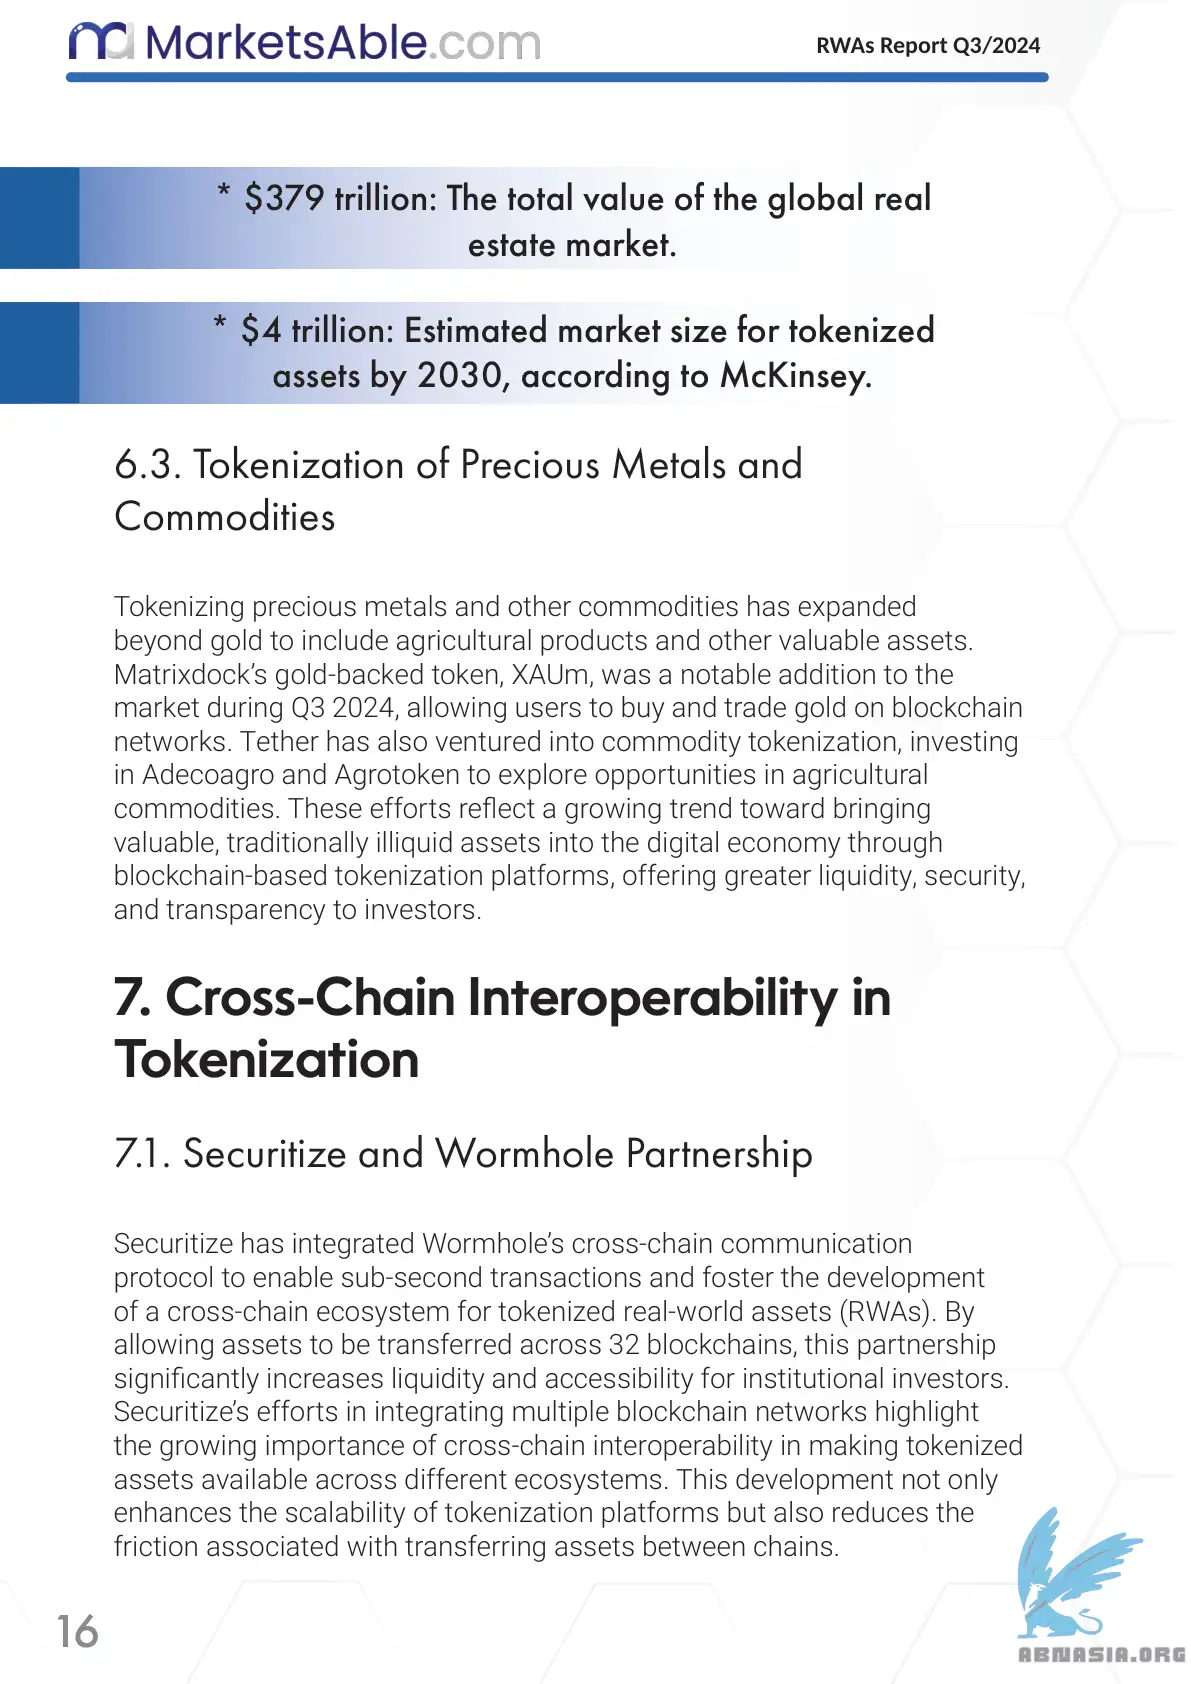 MarketsAble.com
RWAs Report Q3/2024
* $379 trillion: The total value of the global real
estate market.
* $4 trillion: Estimated market size for tokenized
assets by 2030, according to McKinsey.
6.3. Tokenization of Precious Metals and
Commodities
Tokenizing precious metals and other commodities has expanded
beyond gold to include agricultural products and other valuable assets.
Matrixdock’s gold-backed token, XAUm, was a notable addition to the
market during Q3 2024, allowing users to buy and trade gold on blockchain
networks. Tether has also ventured into commodity tokenization, investing
in Adecoagro and Agrotoken to explore opportunities in agricultural
commodities. These efforts reflect a growing trend toward bringing
valuable, traditionally illiquid assets into the digital economy through
blockchain-based tokenization platforms, offering greater liquidity, security,
and transparency to investors.
7. Cross-Chain Interoperability in
Tokenization
7.1. Securitize and Wormhole Partnership
Securitize has integrated Wormhole’s cross-chain communication
protocol to enable sub-second transactions and foster the development
of a cross-chain ecosystem for tokenized real-world assets (RWAs). By
allowing assets to be transferred across 32 blockchains, this partnership
significantly increases liquidity and accessibility for institutional investors.
Securitize’s efforts in integrating multiple blockchain networks highlight
the growing importance of cross-chain interoperability in making tokenized
assets available across different ecosystems. This development not only
enhances the scalability of tokenization platforms but also reduces the
friction associated with transferring assets between chains.
16
ABNASIA.ORG